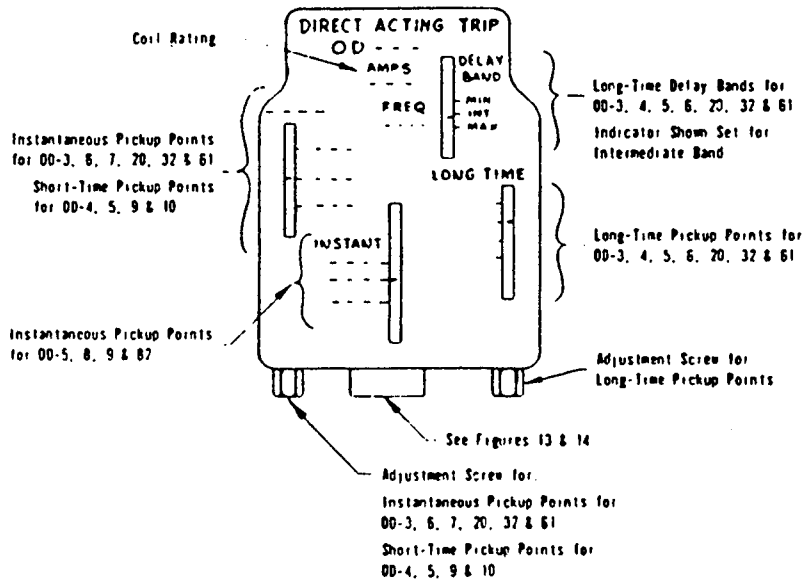 DIRECT ACTING TRIP
OD - - - -
Coil Rating
AMPS
DELAY
BAND
FREQ
MIN
INT
MAX
Long-Time Delay Bands for
OD-3, 4, 5, 6, 20, 32 & 61
Indicator Shown Set for
Intermediate Band
Instantaneous Pickup Points
for OD-3, 6, 7, 20, 32 & 61
Short-Time Pickup Points
for OD-4, 5, 9 & 10
LONG TIME
INSTANT
Long-Time Pickup Points for
OD-3, 4, 5, 6, 20, 32 & 61
Instantaneous Pickup Points
for OD-5, 8, 9 & 82
Adjustment Screw for
Long-Time Pickup Points
See Figures 13 & 14
Adjustment Screw for:
Instantaneous Pickup Points for
OD-3, 6, 7, 20, 32 & 61
Short-Time Pickup Points for
OD-4, 5, 9 & 10